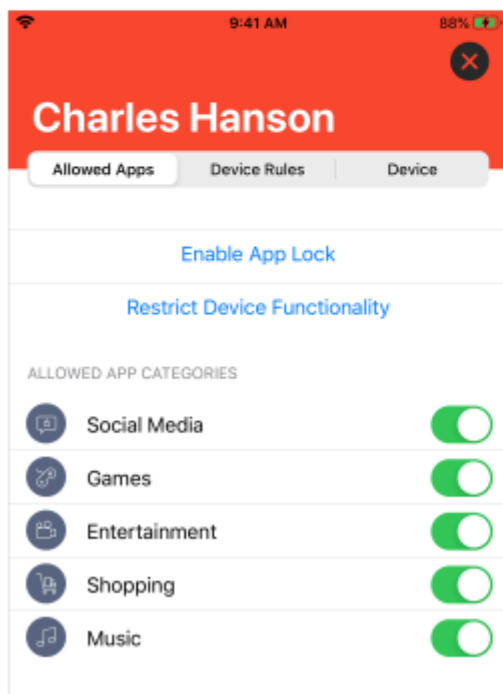 9:41 AM 88%
Charles Hanson
Allowed Apps Device Rules Device
Enable App Lock
Restrict Device Functionality
ALLOWED APP CATEGORIES
Social Media
Games
Entertainment
Shopping
Music